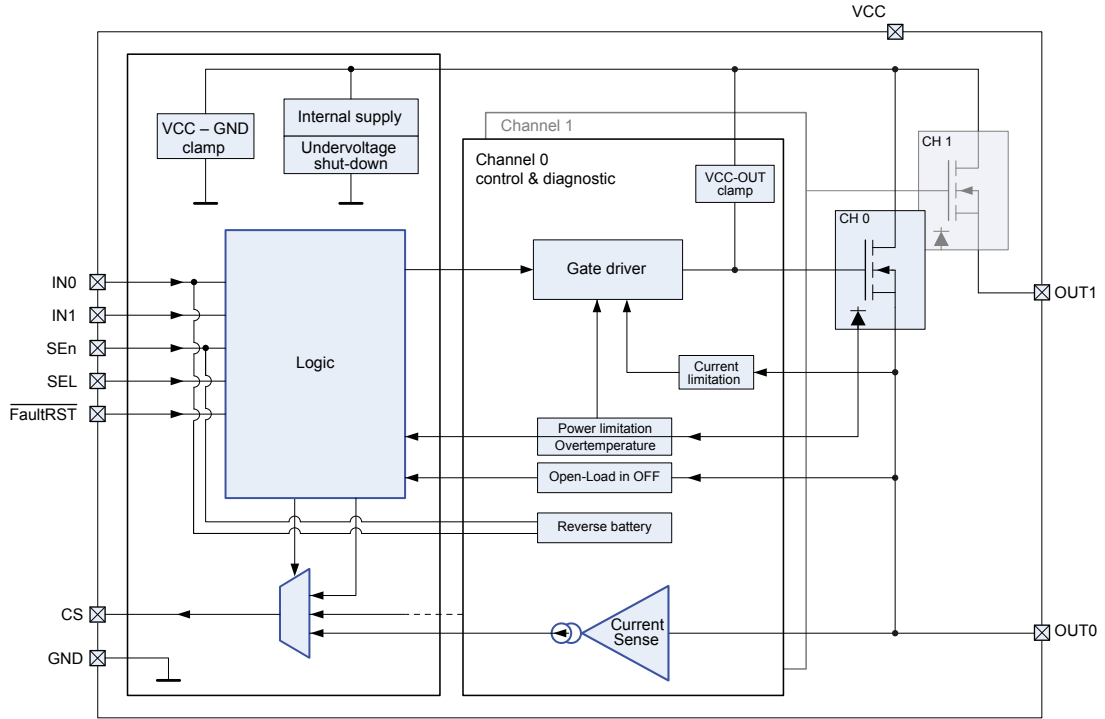 VCC
VCC – GND
clamp
Internal supply
Undervoltage
shut-down
Channel 1
Channel 0
control & diagnostic
VCC-OUT
clamp
CH 1
CH 0
Gate driver
IN0
IN1
SEn
SEL
FaultRST
Logic
OUT1
Current
limitation
Power limitation
Overtemperature
Open-Load in OFF
Reverse battery
CS
GND
Current
Sense
OUT0